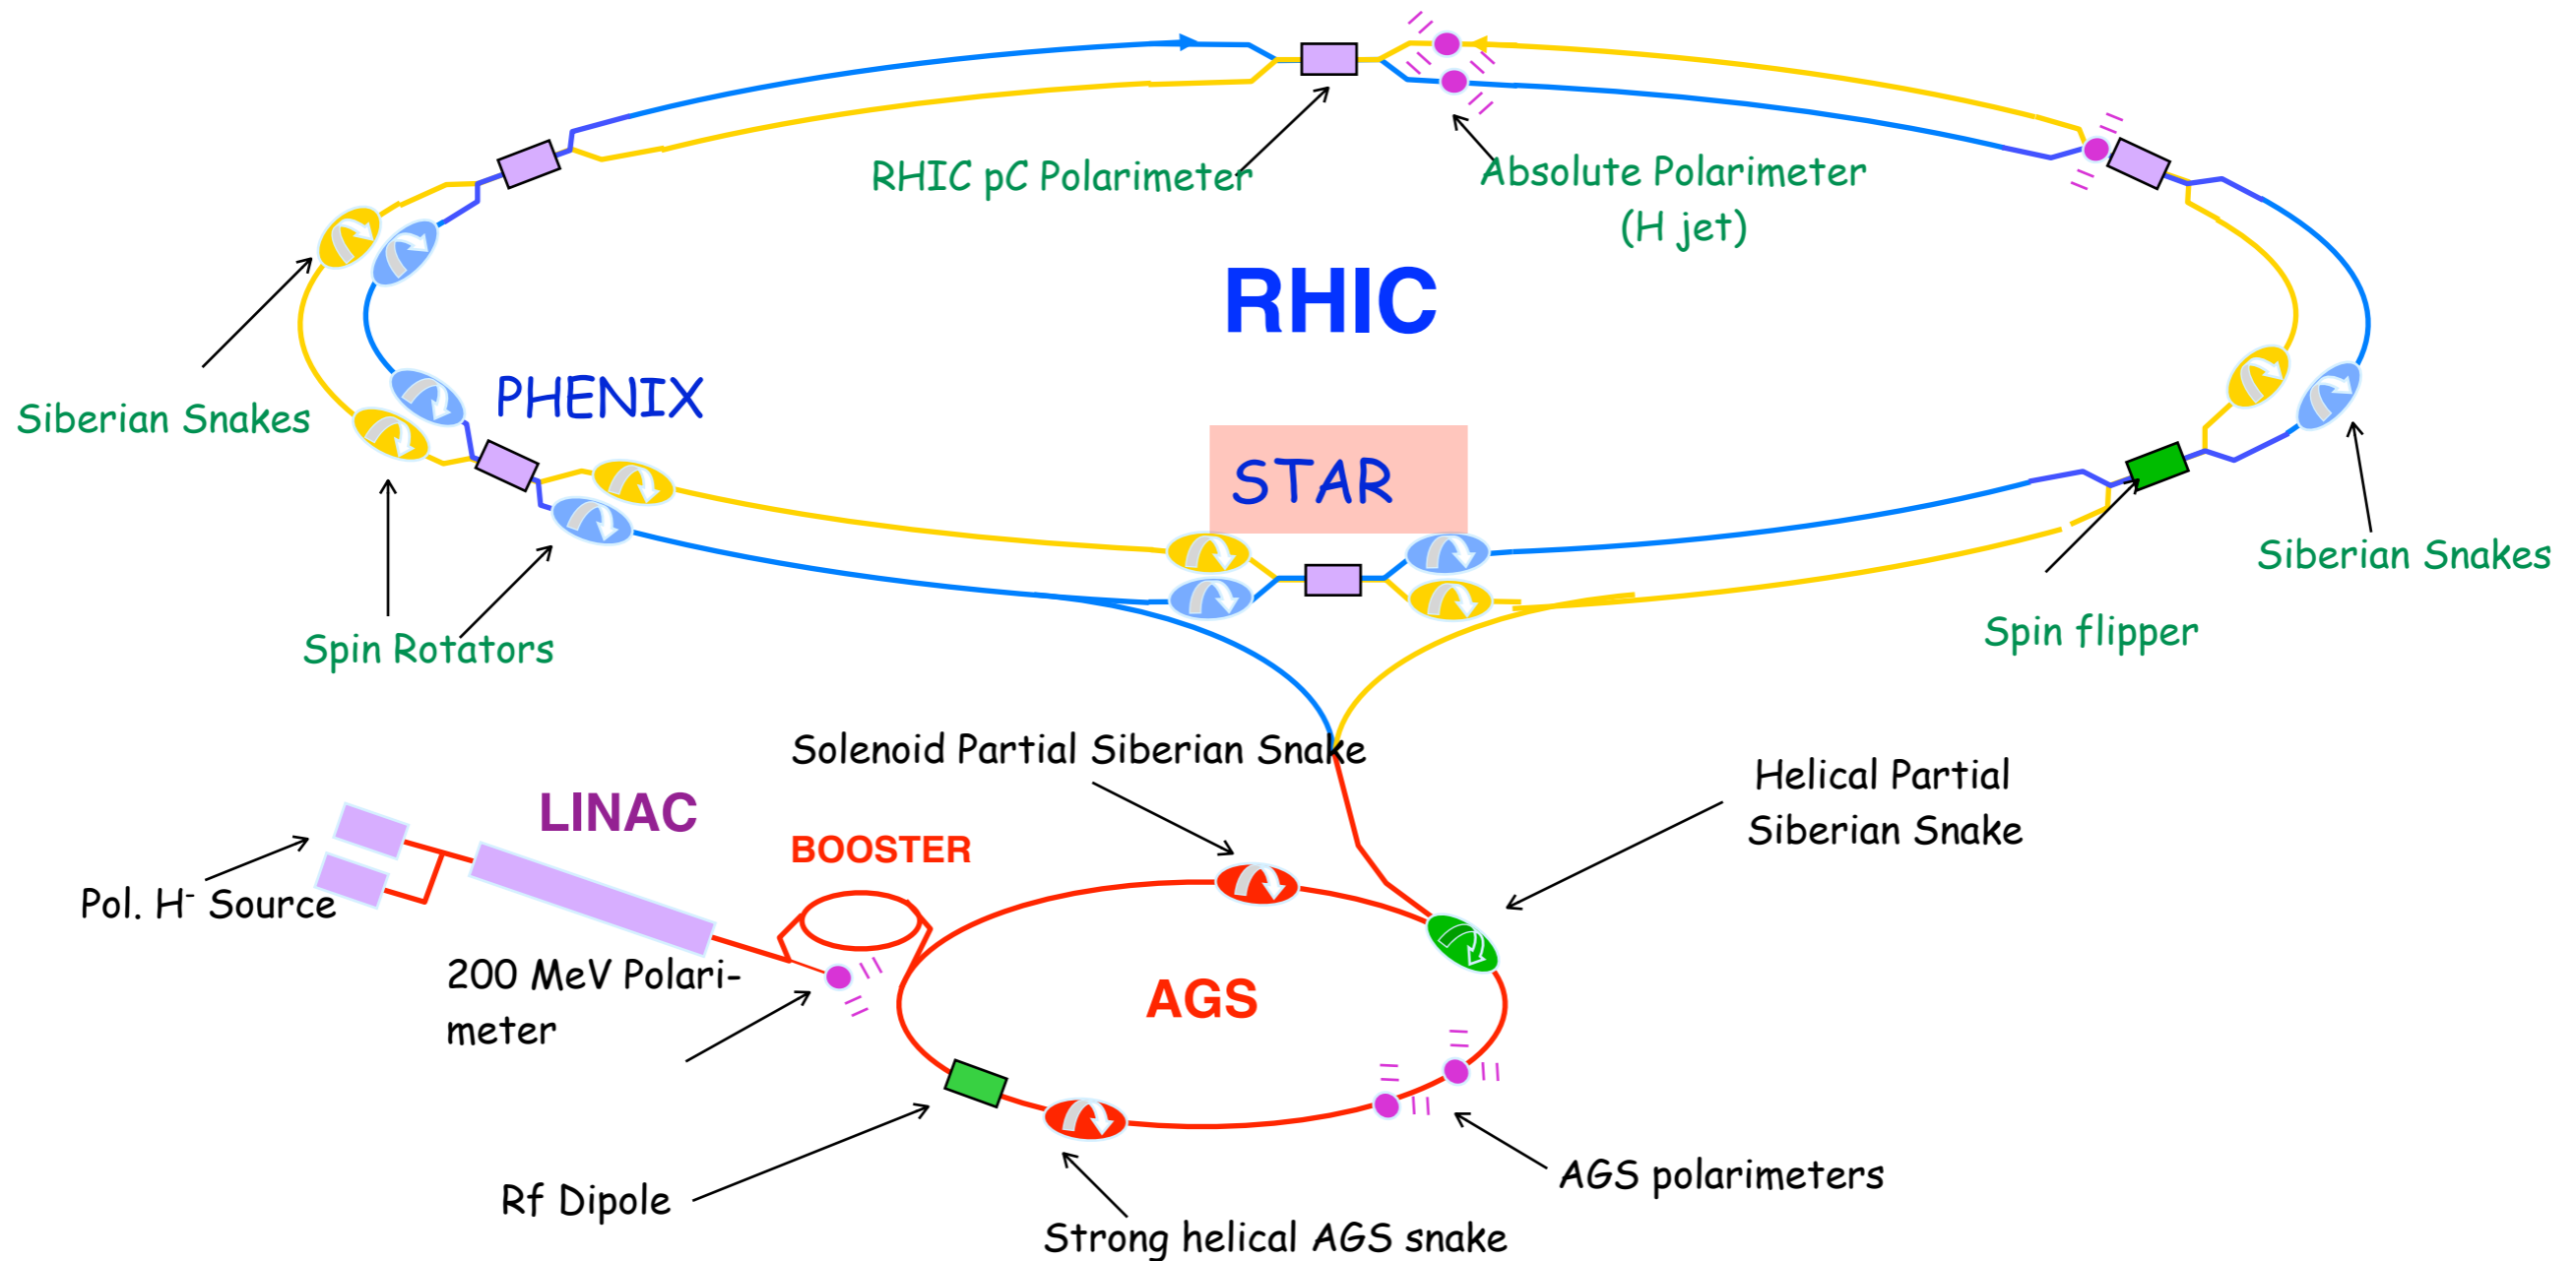 RHIC pC Polarimeter
Absolute Polarimeter
(H jet)
RHIC
Siberian Snakes
PHENIX
STAR
Siberian Snakes
Spin Rotators
Spin flipper
Solenoid Partial Siberian Snake
Helical Partial
Siberian Snake
LINAC
BOOSTER
Pol. H⁻ Source
200 MeV Polari-
meter
AGS
Rf Dipole
AGS polarimeters
Strong helical AGS snake